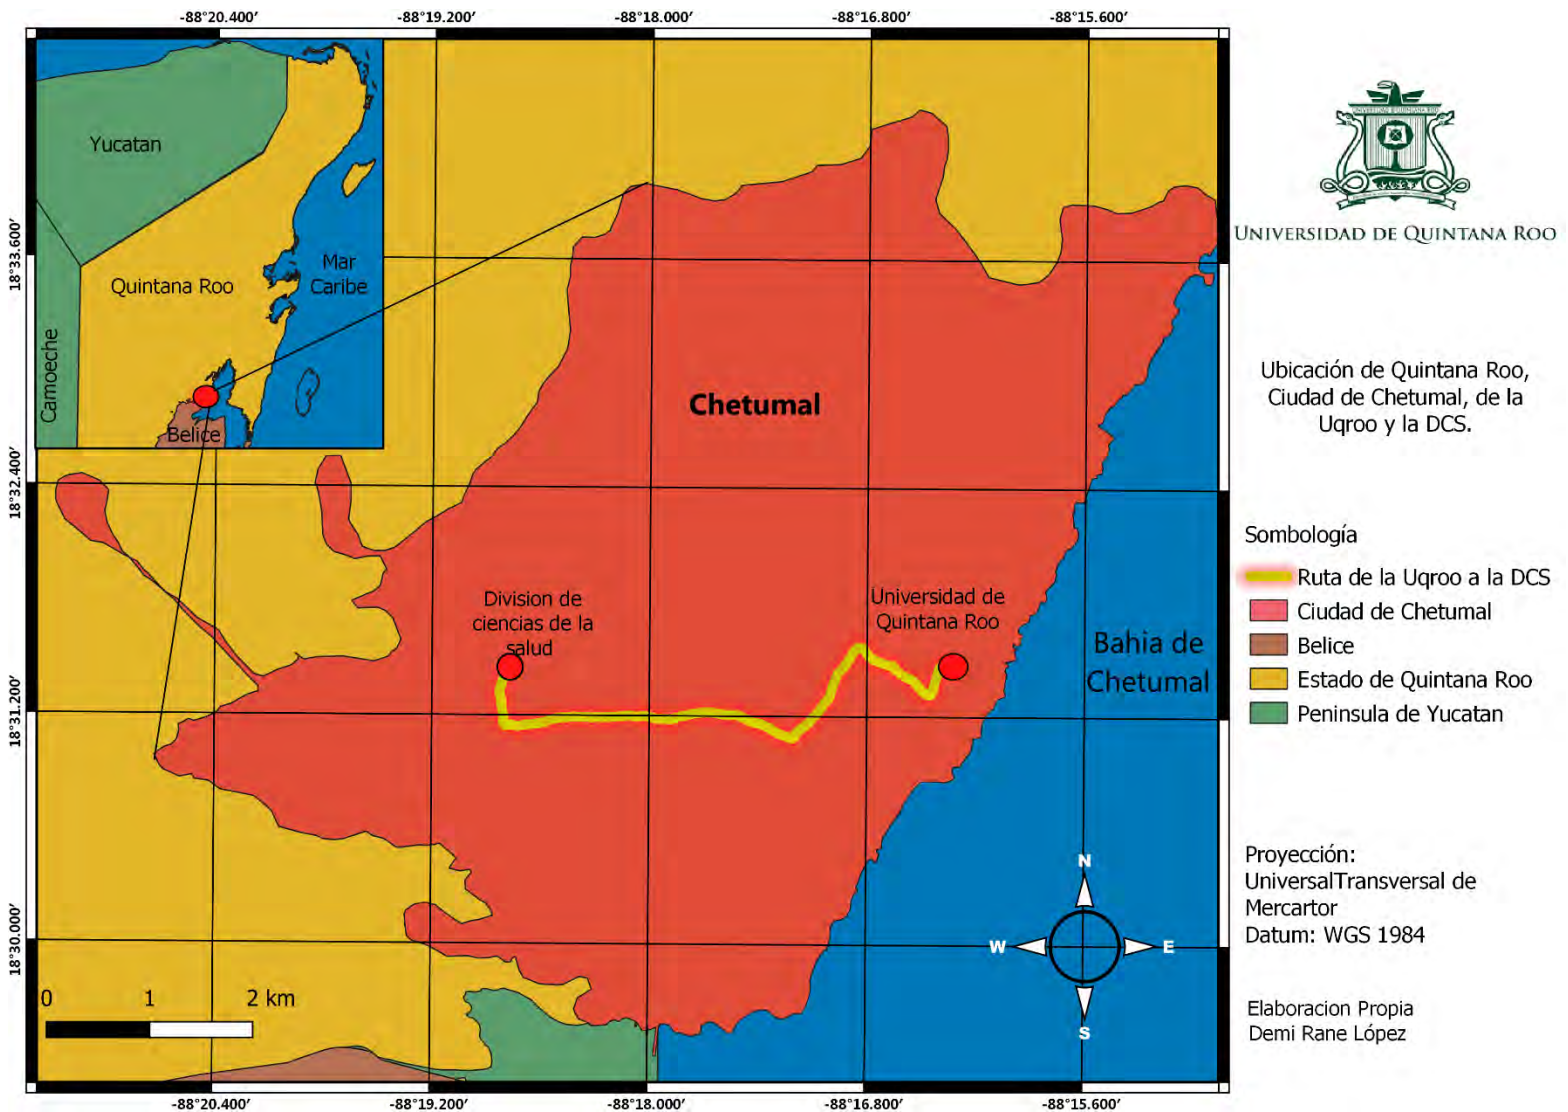 -88°20.400' -88°19.200' -88°18.000' -88°16.800' -88°15.600'
18°33.600'
18°32.400'
18°31.200'
18°30.000'
Yucatan
Quintana Roo
Mar
Caribe
Camoeche
Belice
Chetumal
Division de
ciencias de la
salud
Universidad de
Quintana Roo
Bahia de
Chetumal
N
W
E
S
0 1 2 km
-88°20.400' -88°19.200' -88°18.000' -88°16.800' -88°15.600'
UNIVERSIDAD DE QUINTANA ROO
Ubicación de Quintana Roo,
Ciudad de Chetumal, de la
Uqroo y la DCS.
Sombología
Ruta de la Uqroo a la DCS
Ciudad de Chetumal
Belice
Estado de Quintana Roo
Peninsula de Yucatan
Proyección:
UniversalTransversal de
Mercartor
Datum: WGS 1984
Elaboracion Propia
Demi Rane López